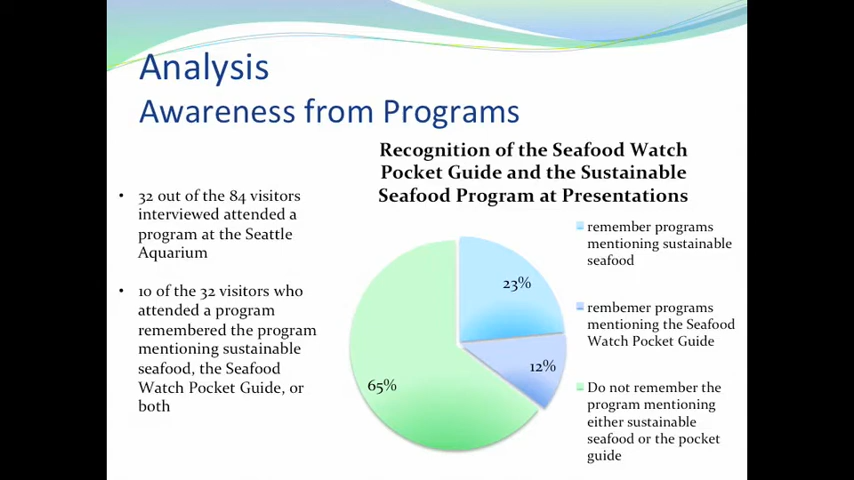 Analysis
Awareness from Programs
Recognition of the Seafood Watch
Pocket Guide and the Sustainable
Seafood Program at Presentations
• 32 out of the 84 visitors
interviewed attended a
program at the Seattle
Aquarium
• 10 of the 32 visitors who
attended a program
remembered the program
mentioning sustainable
seafood, the Seafood
Watch Pocket Guide, or
both
23%
12%
65%
remember programs
mentioning sustainable
seafood
rembemer programs
mentioning the Seafood
Watch Pocket Guide
Do not remember the
program mentioning
either sustainable
seafood or the pocket
guide